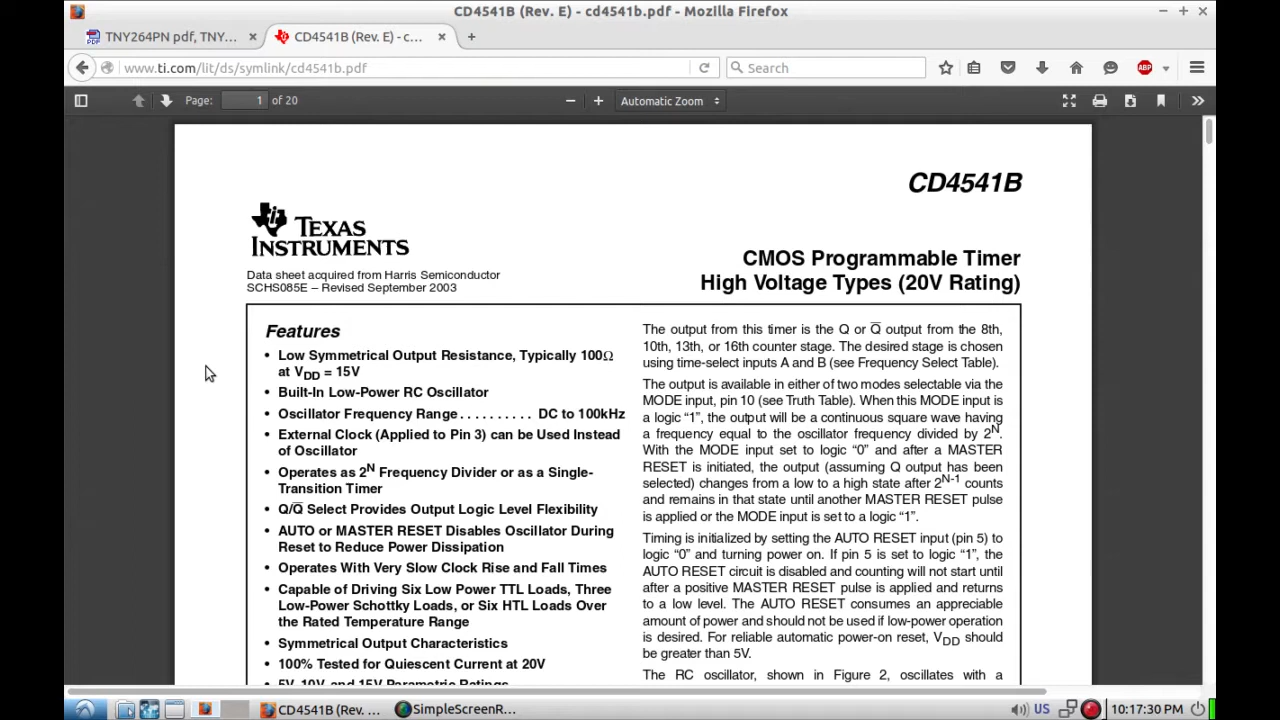 CD4541B (Rev. E) - cd4541b.pdf - Mozilla Firefox
TNY264PN pdf, TNY...
CD4541B (Rev. E) - c...
www.ti.com/lit/ds/symlink/cd4541b.pdf
Search
ABP
Page: 1 of 20
Automatic Zoom
CD4541B
TEXAS
INSTRUMENTS
Data sheet acquired from Harris Semiconductor
SCHS085E – Revised September 2003
CMOS Programmable Timer
High Voltage Types (20V Rating)
Features
• Low Symmetrical Output Resistance, Typically 100Ω
at VDD = 15V
• Built-In Low-Power RC Oscillator
• Oscillator Frequency Range . . . . . . . . . . DC to 100kHz
• External Clock (Applied to Pin 3) can be Used Instead
of Oscillator
• Operates as 2N Frequency Divider or as a Single-
Transition Timer
• Q/Q̅ Select Provides Output Logic Level Flexibility
• AUTO or MASTER RESET Disables Oscillator During
Reset to Reduce Power Dissipation
• Operates With Very Slow Clock Rise and Fall Times
• Capable of Driving Six Low Power TTL Loads, Three
Low-Power Schottky Loads, or Six HTL Loads Over
the Rated Temperature Range
• Symmetrical Output Characteristics
• 100% Tested for Quiescent Current at 20V
• 5V, 10V, and 15V Parametric Ratings
The output from this timer is the Q or Q̅ output from the 8th,
10th, 13th, or 16th counter stage. The desired stage is chosen
using time-select inputs A and B (see Frequency Select Table).
The output is available in either of two modes selectable via the
MODE input, pin 10 (see Truth Table). When this MODE input is
a logic “1”, the output will be a continuous square wave having
a frequency equal to the oscillator frequency divided by 2N.
With the MODE input set to logic “0” and after a MASTER
RESET is initiated, the output (assuming Q output has been
selected) changes from a low to a high state after 2N-1 counts
and remains in that state until another MASTER RESET pulse
is applied or the MODE input is set to a logic “1”.
Timing is initialized by setting the AUTO RESET input (pin 5) to
logic “0” and turning power on. If pin 5 is set to logic “1”, the
AUTO RESET circuit is disabled and counting will not start until
after a positive MASTER RESET pulse is applied and returns
to a low level. The AUTO RESET consumes an appreciable
amount of power and should not be used if low-power operation
is desired. For reliable automatic power-on reset, VDD should
be greater than 5V.
The RC oscillator, shown in Figure 2, oscillates with a
CD4541B (Rev. ...
SimpleScreenR...
US
10:17:30 PM